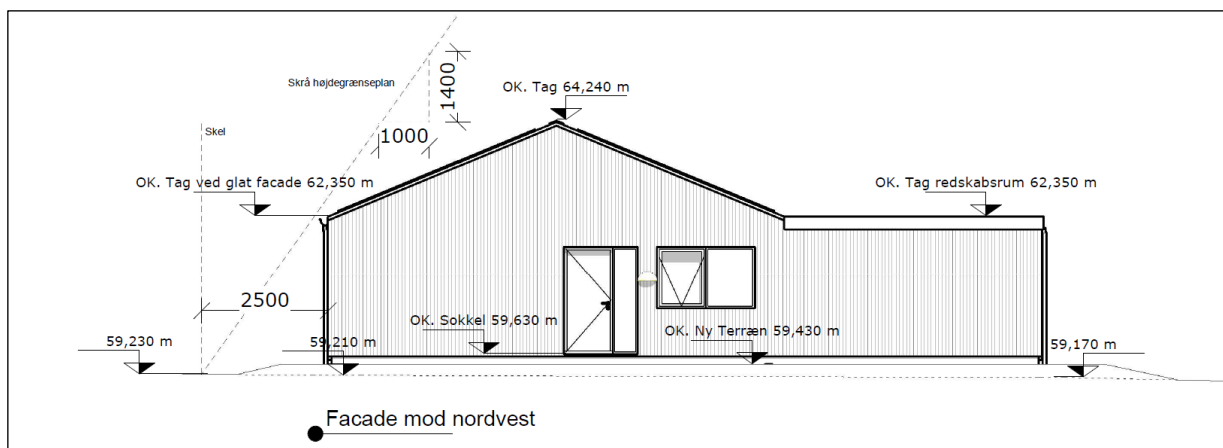 Skrå højdegrænseplan
1400
OK. Tag 64,240 m
Skel
1000
OK. Tag ved glat facade 62,350 m
OK. Tag redskabsrum 62,350 m
2500
OK. Sokkel 59,630 m
OK. Ny Terræn 59,430 m
59,230 m
59,210 m
59,170 m
Facade mod nordvest